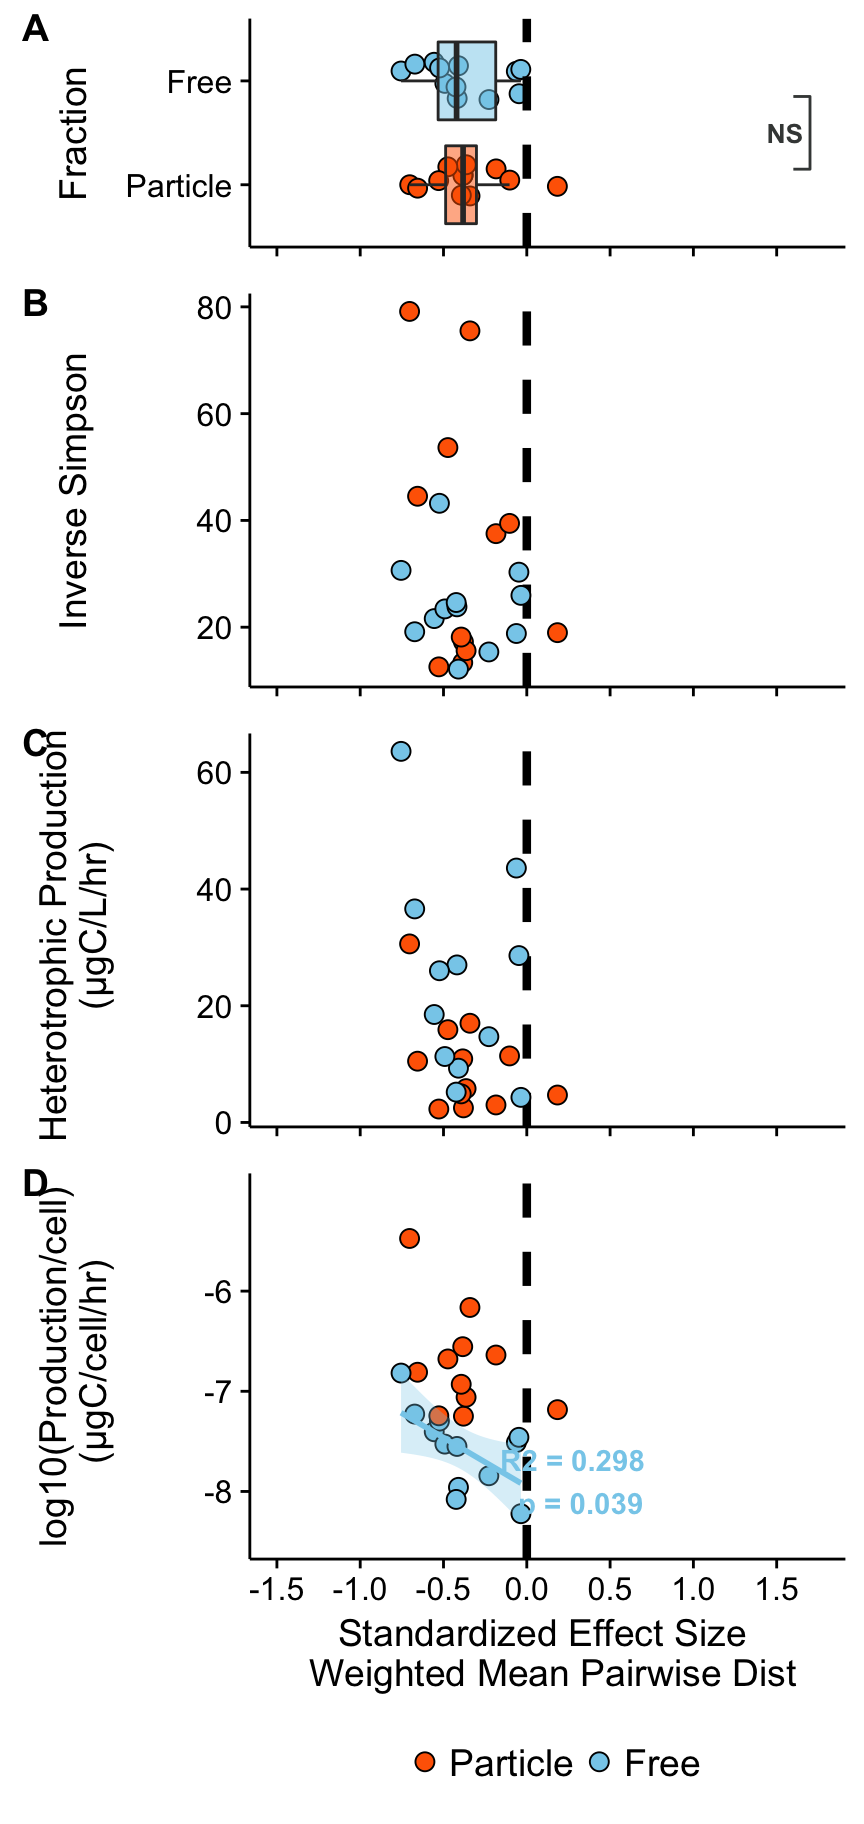 A
Fraction
Free
Particle
NS
B
Inverse Simpson
80
60
40
20
C
Heterotrophic Production
(µgC/L/hr)
60
40
20
0
D
log10(Production/cell)
(µgC/cell/hr)
-6
-7
-8
R2 = 0.298
p = 0.039
-1.5 -1.0 -0.5 0.0 0.5 1.0 1.5
Standardized Effect Size
Weighted Mean Pairwise Dist
Particle Free